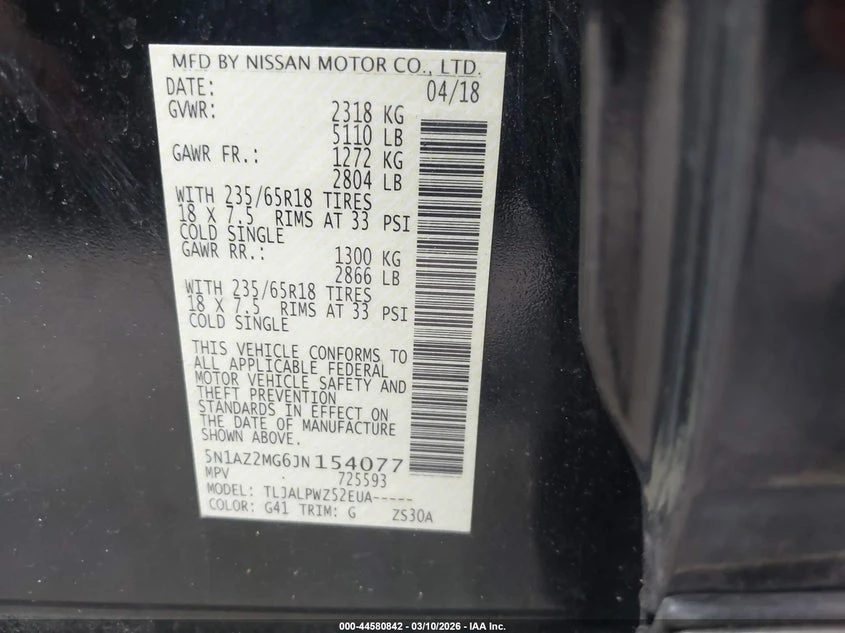 MFD BY NISSAN MOTOR CO., LTD.
DATE: 04/18
GVWR: 2318 KG
5110 LB
GAWR FR.: 1272 KG
2804 LB
WITH 235/65R18 TIRES
18 X 7.5 RIMS AT 33 PSI
COLD SINGLE
GAWR RR.: 1300 KG
2866 LB
WITH 235/65R18 TIRES
18 X 7.5 RIMS AT 33 PSI
COLD SINGLE
THIS VEHICLE CONFORMS TO
ALL APPLICABLE FEDERAL
MOTOR VEHICLE SAFETY AND
THEFT PREVENTION
STANDARDS IN EFFECT ON
THE DATE OF MANUFACTURE
SHOWN ABOVE.
5N1AZ2MG6JN154077
MPV 725593
MODEL: TLJALPWZ52EUA-----
COLOR: G41 TRIM: G ZS30A
000-44580842 - 03/10/2026 - IAA Inc.